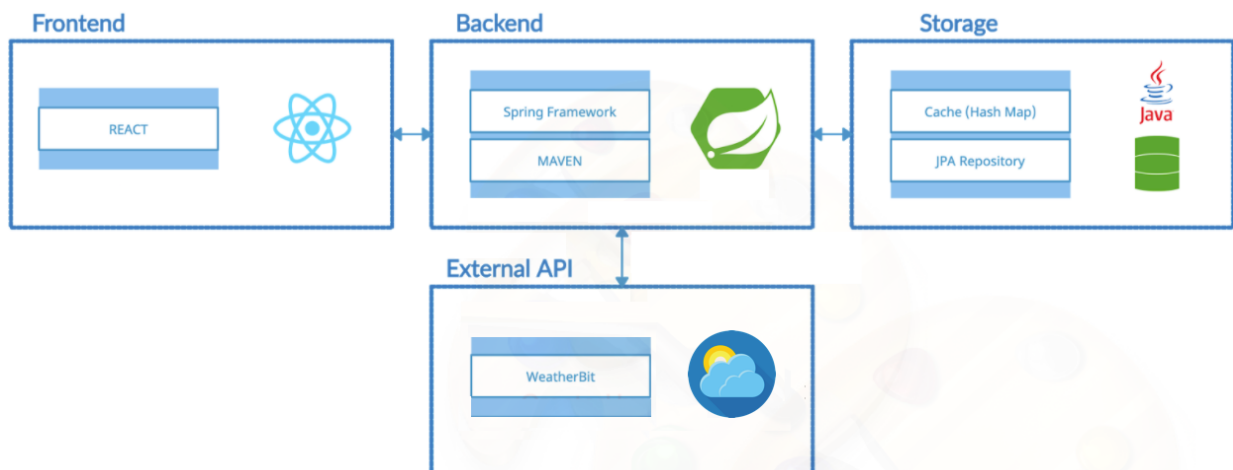 Frontend
Backend
Storage
REACT
Spring Framework
MAVEN
Cache (Hash Map)
JPA Repository
Java
External API
WeatherBit